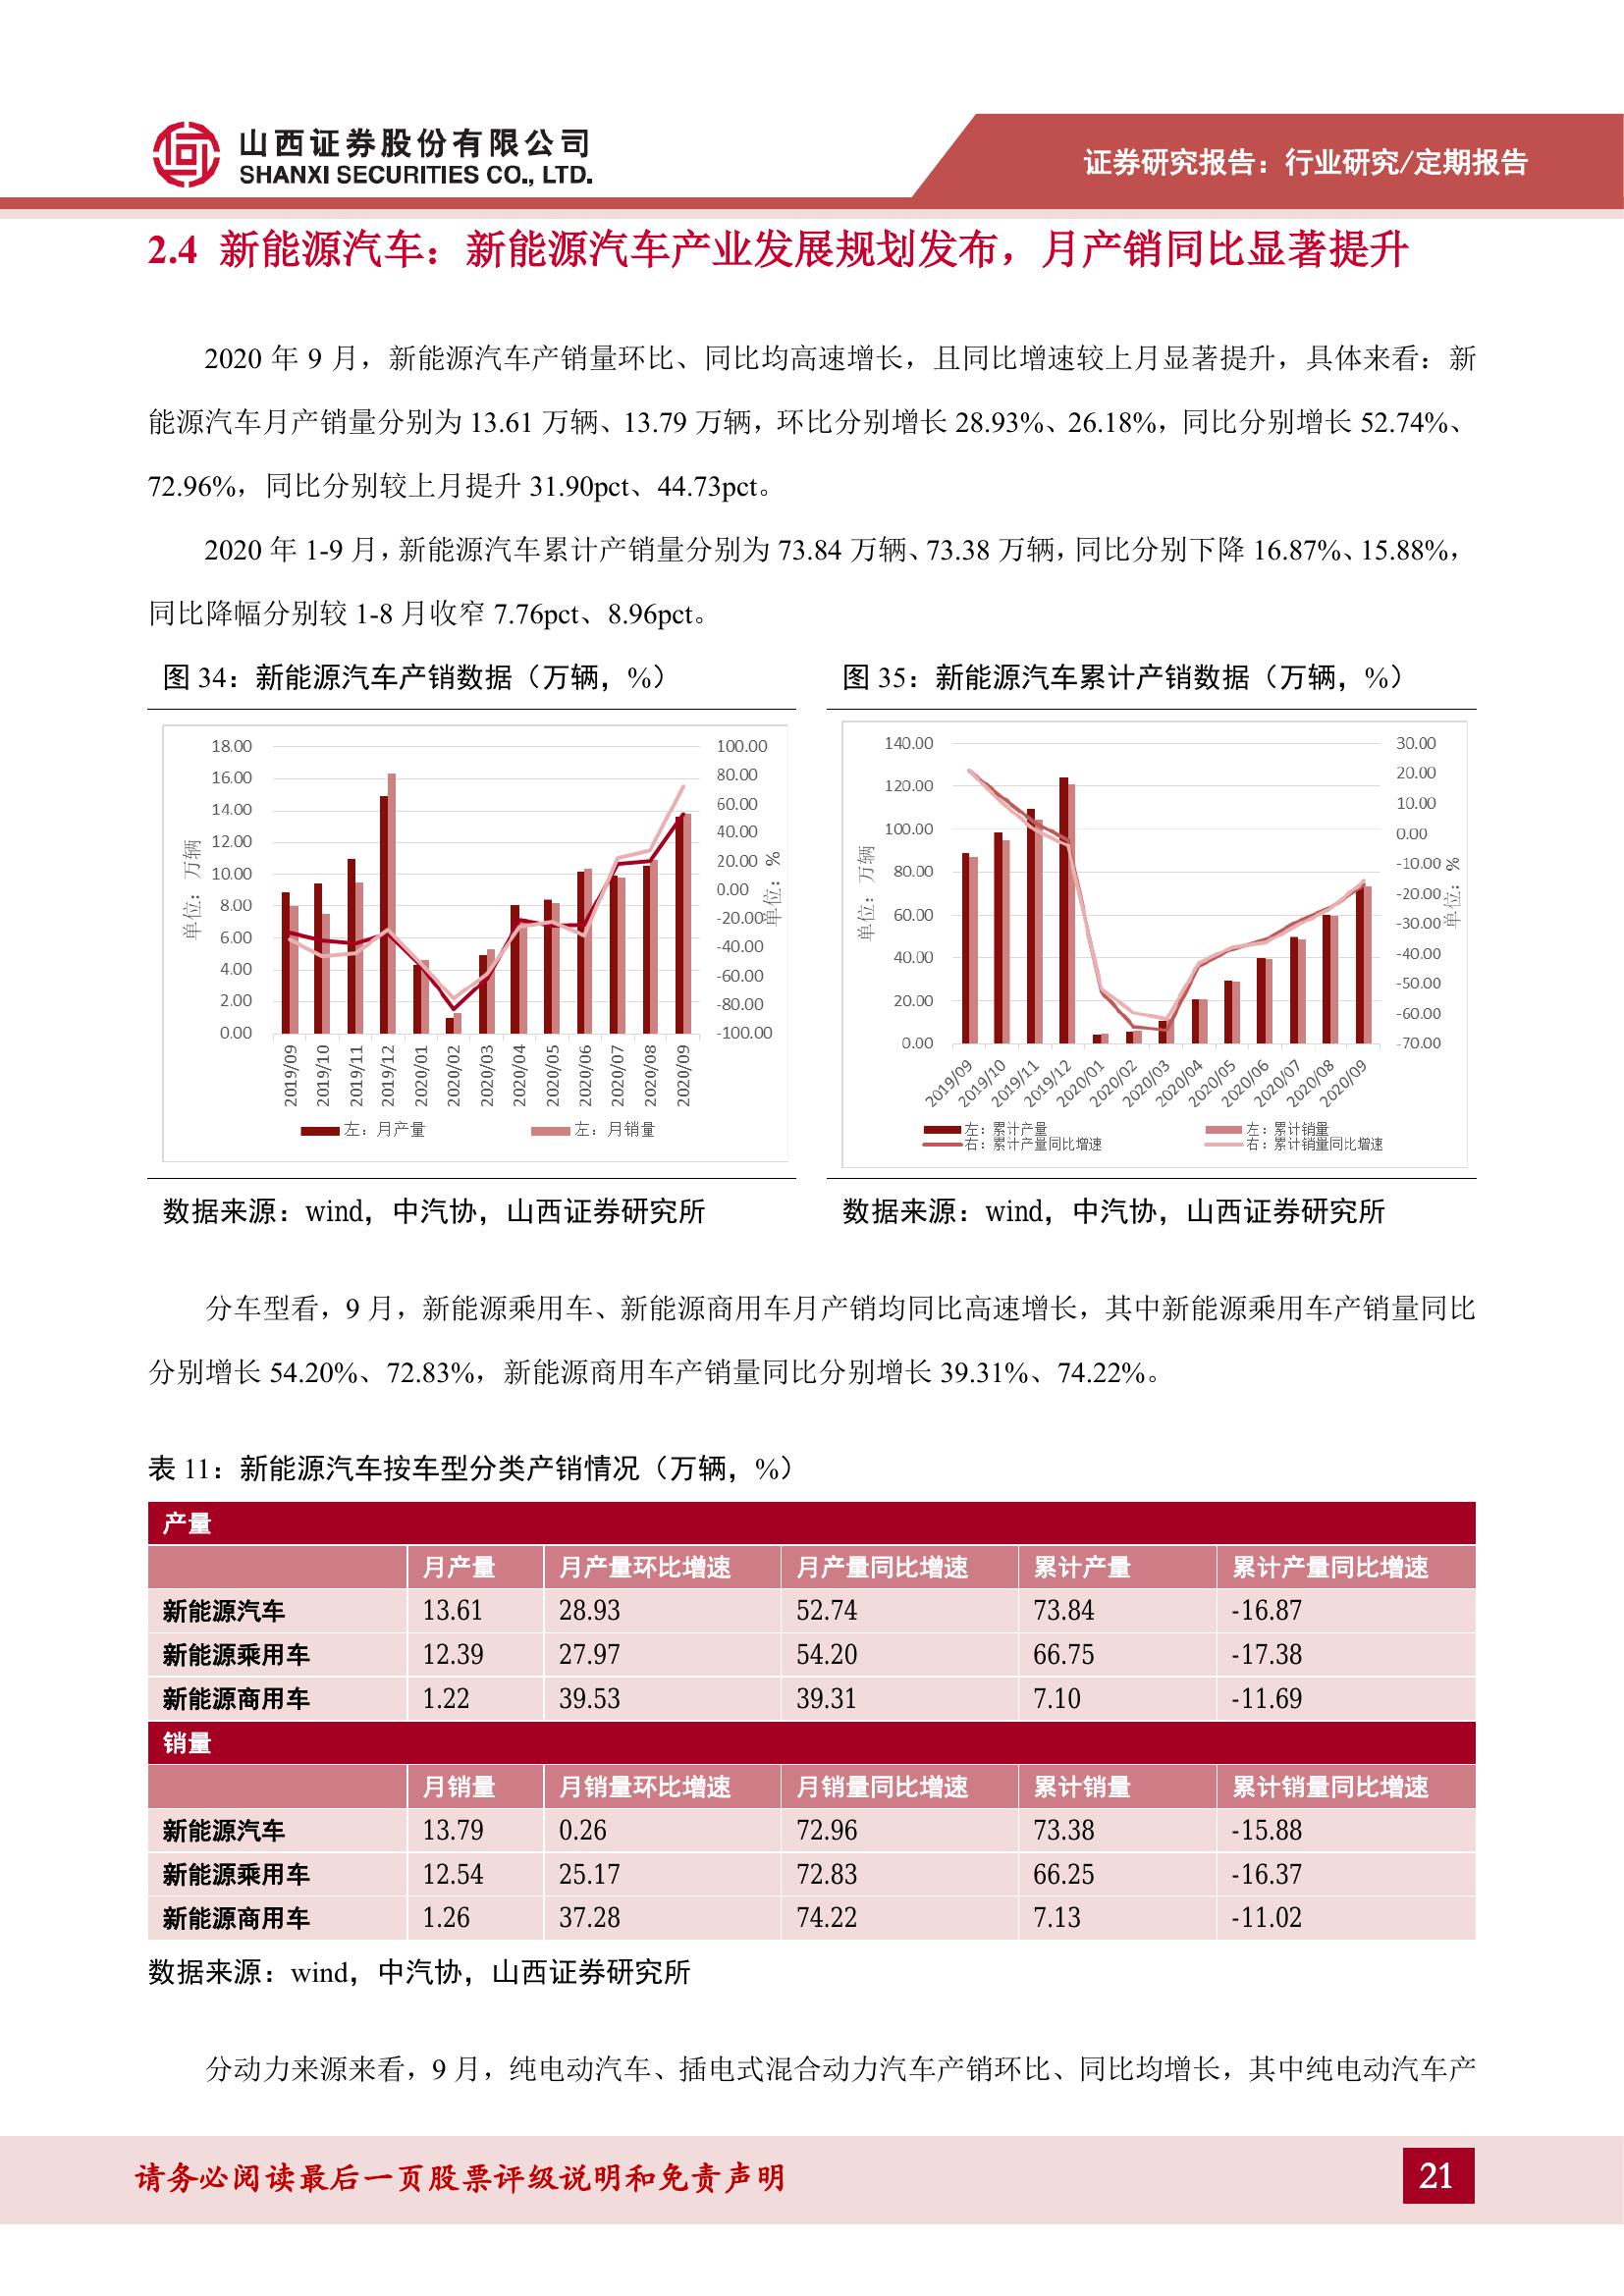 山西证券股份有限公司
SHANXI SECURITIES CO., LTD.
证券研究报告：行业研究/定期报告
2.4 新能源汽车：新能源汽车产业发展规划发布，月产销同比显著提升
2020 年 9 月，新能源汽车产销量环比、同比均高速增长，且同比增速较上月显著提升，具体来看：新
能源汽车月产销量分别为 13.61 万辆、13.79 万辆，环比分别增长 28.93%、26.18%，同比分别增长 52.74%、
72.96%，同比分别较上月提升 31.90pct、44.73pct。
2020 年 1-9 月，新能源汽车累计产销量分别为 73.84 万辆、73.38 万辆，同比分别下降 16.87%、15.88%，
同比降幅分别较 1-8 月收窄 7.76pct、8.96pct。
图 34：新能源汽车产销数据（万辆，%）
18.00
16.00
14.00
12.00
10.00
8.00
6.00
4.00
2.00
0.00
单位：万辆
100.00
80.00
60.00
40.00
20.00
0.00
-20.00
-40.00
-60.00
-80.00
-100.00
单位：%
2019/09
2019/10
2019/11
2019/12
2020/01
2020/02
2020/03
2020/04
2020/05
2020/06
2020/07
2020/08
2020/09
左：月产量 左：月销量
数据来源：wind，中汽协，山西证券研究所
图 35：新能源汽车累计产销数据（万辆，%）
140.00
120.00
100.00
80.00
60.00
40.00
20.00
0.00
单位：万辆
30.00
20.00
10.00
0.00
-10.00
-20.00
-30.00
-40.00
-50.00
-60.00
-70.00
单位：%
2019/09
2019/10
2019/11
2019/12
2020/01
2020/02
2020/03
2020/04
2020/05
2020/06
2020/07
2020/08
2020/09
左：累计产量 左：累计销量
右：累计产量同比增速 右：累计销量同比增速
数据来源：wind，中汽协，山西证券研究所
分车型看，9 月，新能源乘用车、新能源商用车月产销均同比高速增长，其中新能源乘用车产销量同比
分别增长 54.20%、72.83%，新能源商用车产销量同比分别增长 39.31%、74.22%。
表 11：新能源汽车按车型分类产销情况（万辆，%）
产量
月产量 月产量环比增速 月产量同比增速 累计产量 累计产量同比增速
新能源汽车 13.61 28.93 52.74 73.84 -16.87
新能源乘用车 12.39 27.97 54.20 66.75 -17.38
新能源商用车 1.22 39.53 39.31 7.10 -11.69
销量
月销量 月销量环比增速 月销量同比增速 累计销量 累计销量同比增速
新能源汽车 13.79 0.26 72.96 73.38 -15.88
新能源乘用车 12.54 25.17 72.83 66.25 -16.37
新能源商用车 1.26 37.28 74.22 7.13 -11.02
数据来源：wind，中汽协，山西证券研究所
分动力来源来看，9 月，纯电动汽车、插电式混合动力汽车产销环比、同比均增长，其中纯电动汽车产
请务必阅读最后一页股票评级说明和免责声明
21